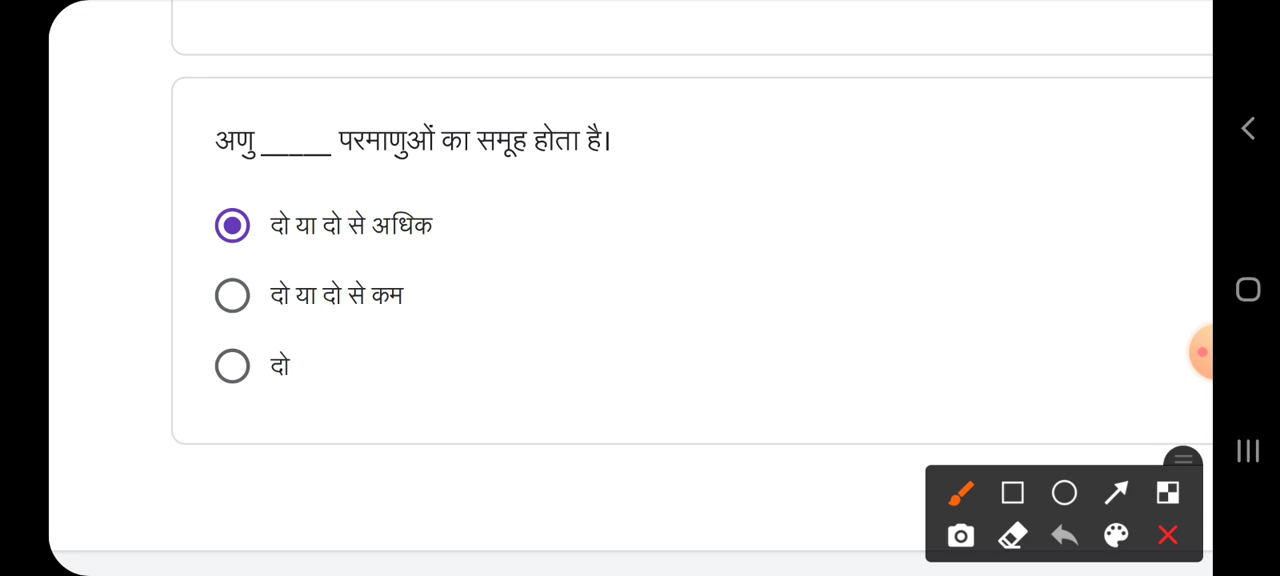 अणु _____ परमाणुओं का समूह होता है।
दो या दो से अधिक
दो या दो से कम
दो